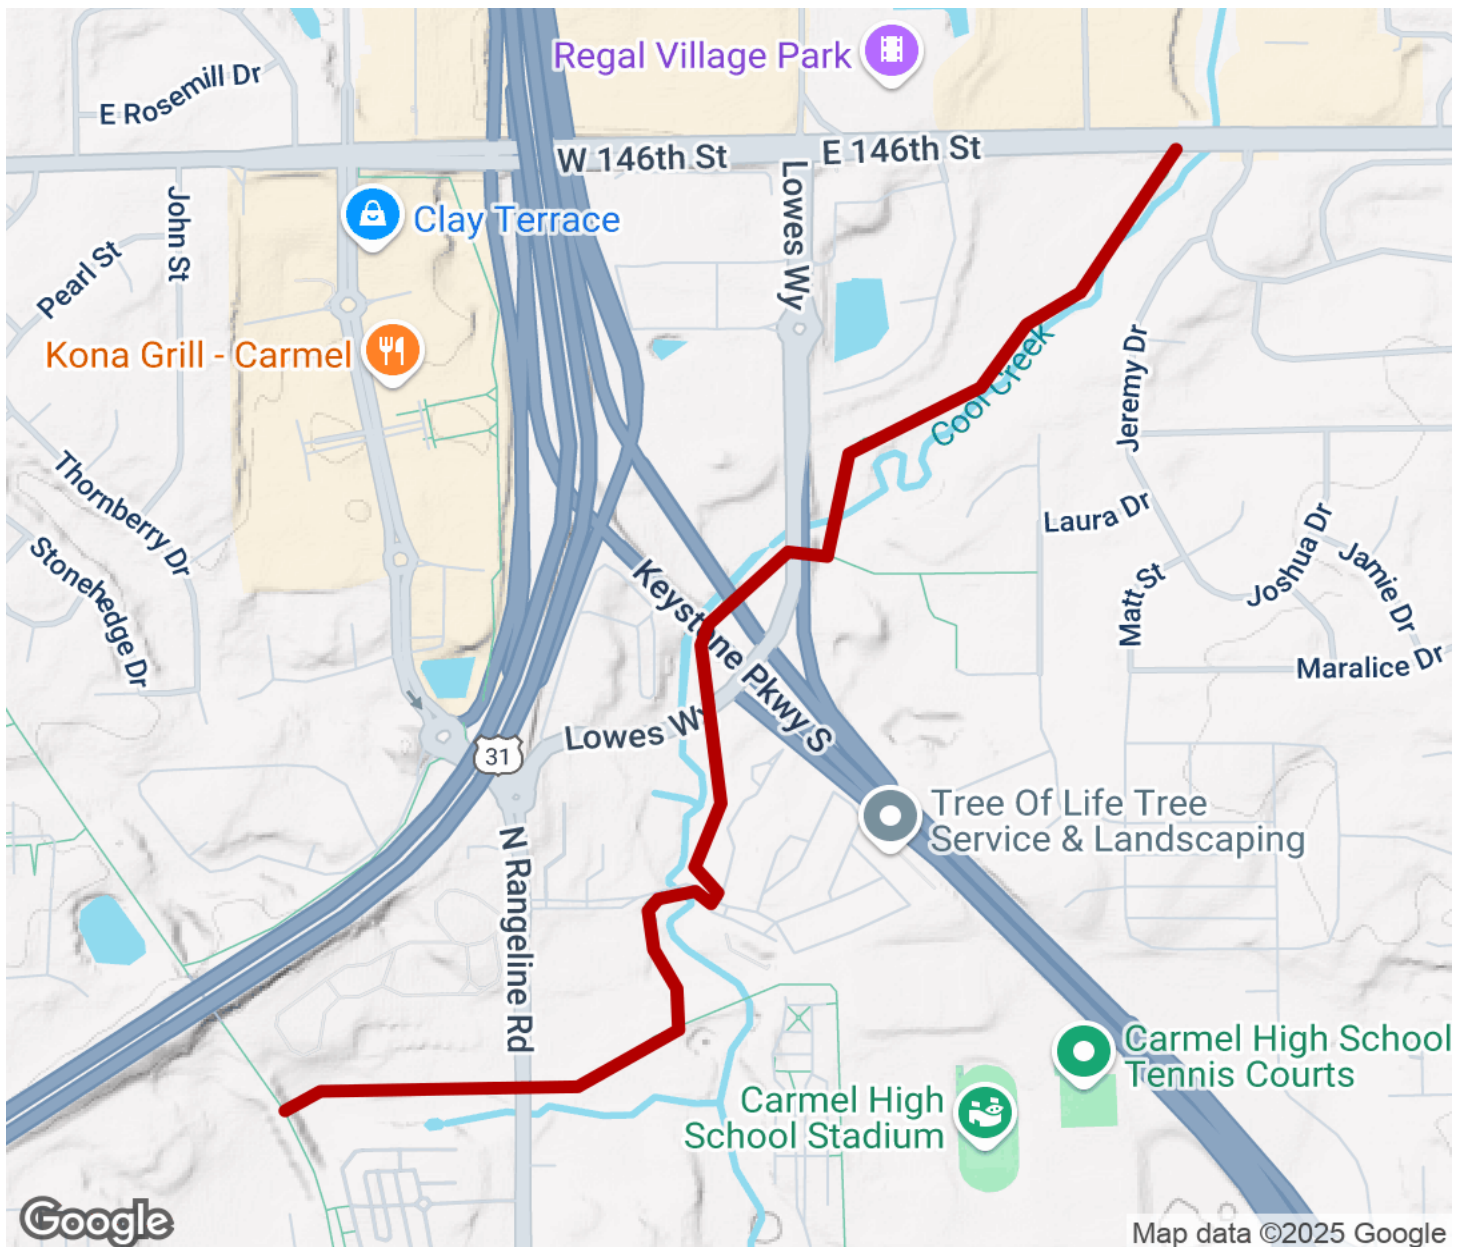 Regal Village Park
E Rosemill Dr
W 146th St
E 146th St
John St
Lowes Wy
Clay Terrace
Pearl St
Kona Grill - Carmel
Jeremy Dr
Cool Creek
Thornberry Dr
Laura Dr
Stonehedge Dr
Joshua Dr
Jamie Dr
Matt St
Keystone Pkwy S
Maralice Dr
Lowes Wy
31
Tree Of Life Tree
Service & Landscaping
N Rangeline Rd
Carmel High School
Tennis Courts
Carmel High
School Stadium
Google
Map data ©2025 Google